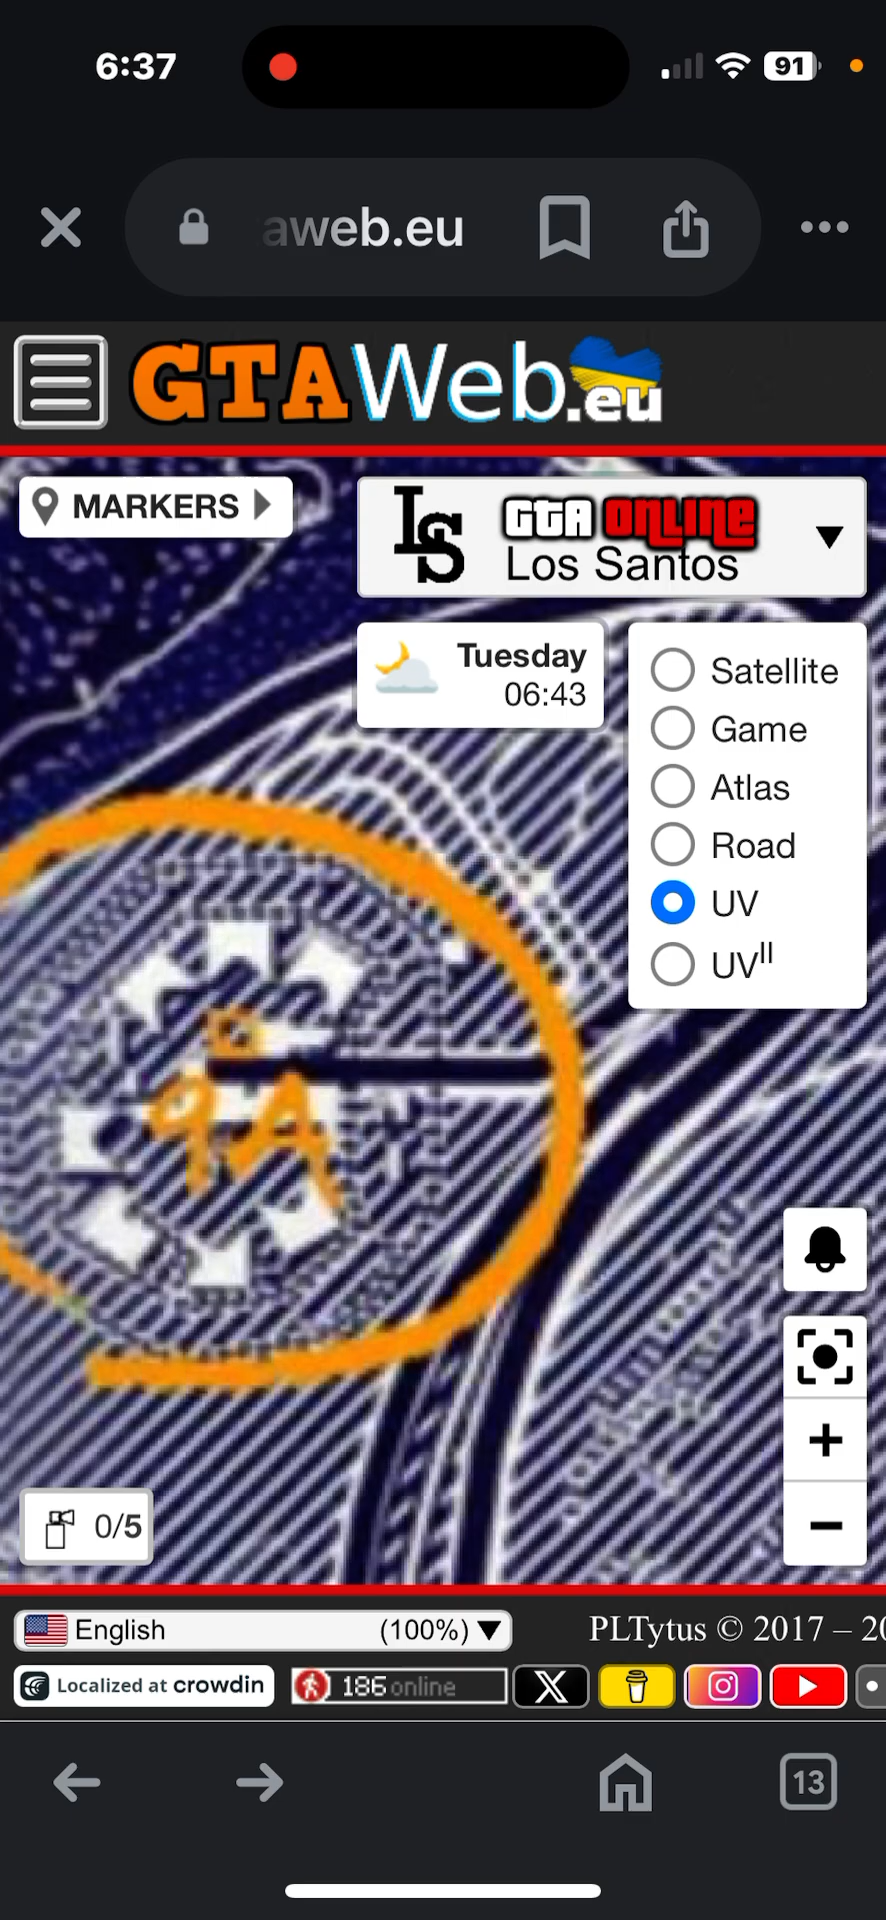 6:37
91
aweb.eu
GTAWeb.eu
MARKERS
LS
GTA ONLINE
Los Santos
Tuesday
06:43
Satellite
Game
Atlas
Road
UV
UVII
9A
0/5
English (100%)
PLTytus © 2017 – 20
Localized at crowdin
186 online
X
13